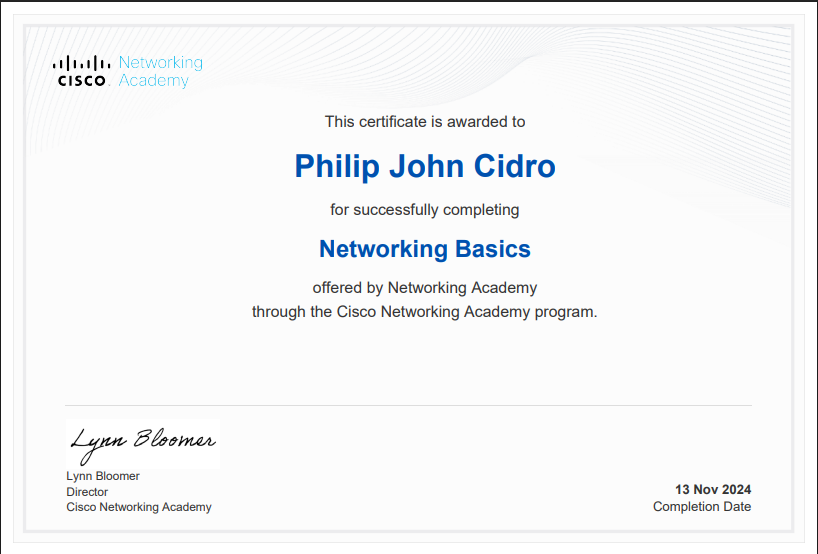 Networking
CISCO Academy
This certificate is awarded to
Philip John Cidro
for successfully completing
Networking Basics
offered by Networking Academy
through the Cisco Networking Academy program.
Lynn Bloomer
Lynn Bloomer
Director
Cisco Networking Academy
13 Nov 2024
Completion Date